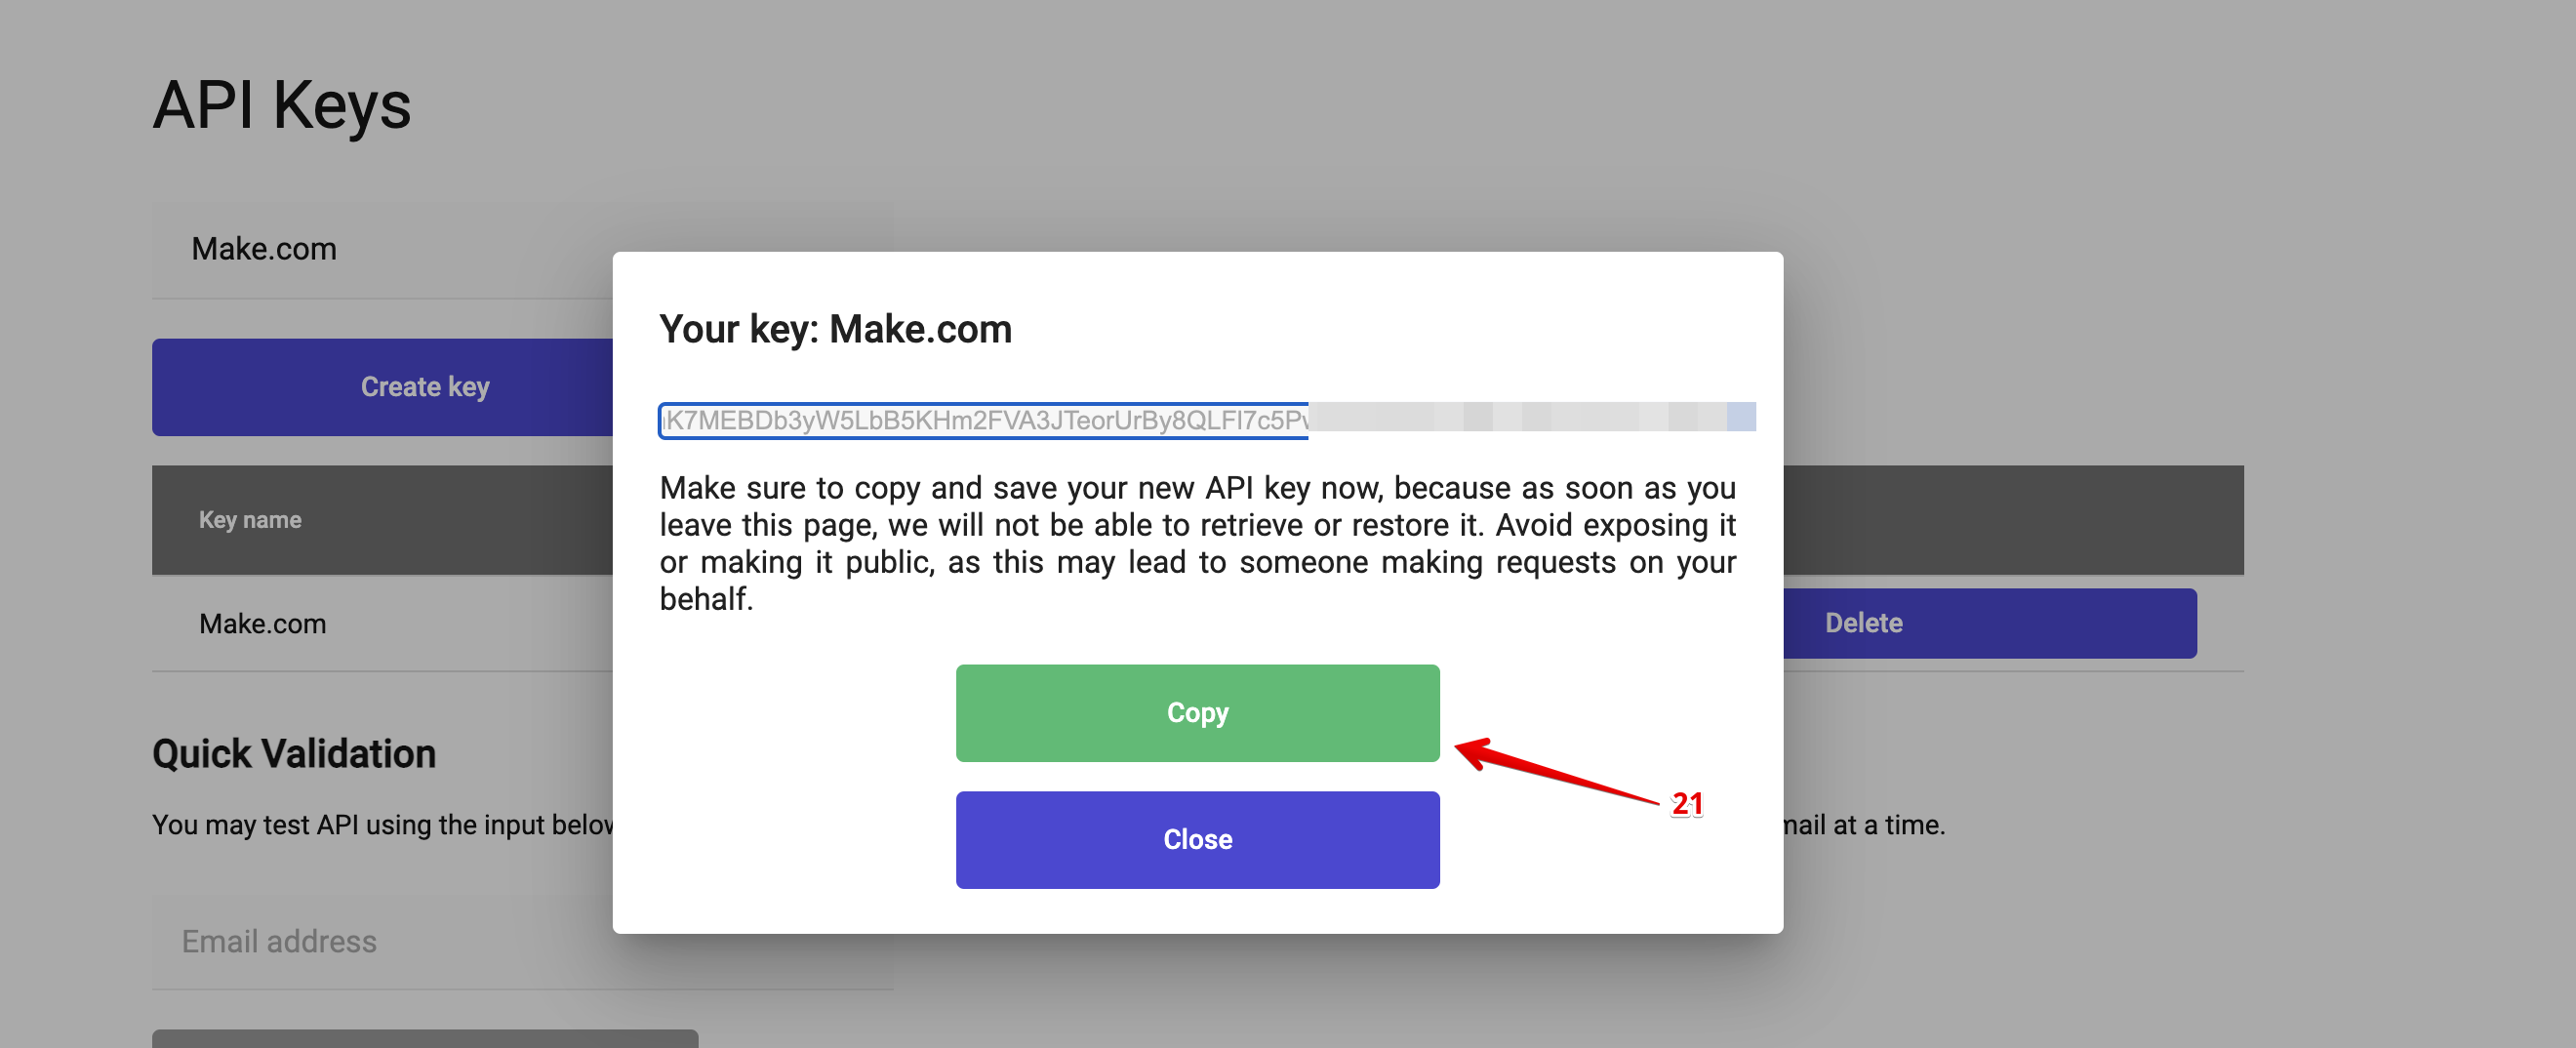 API Keys
Make.com
Your key: Make.com
Create key
K7MEBDb3yW5LbB5KHm2FVA3JTeorUrBy8QLFl7c5P
Make sure to copy and save your new API key now, because as soon as you
leave this page, we will not be able to retrieve or restore it. Avoid exposing it
or making it public, as this may lead to someone making requests on your
behalf.
Key name
Make.com
Delete
Copy
21
Close
Quick Validation
You may test API using the input below
mail at a time.
Email address